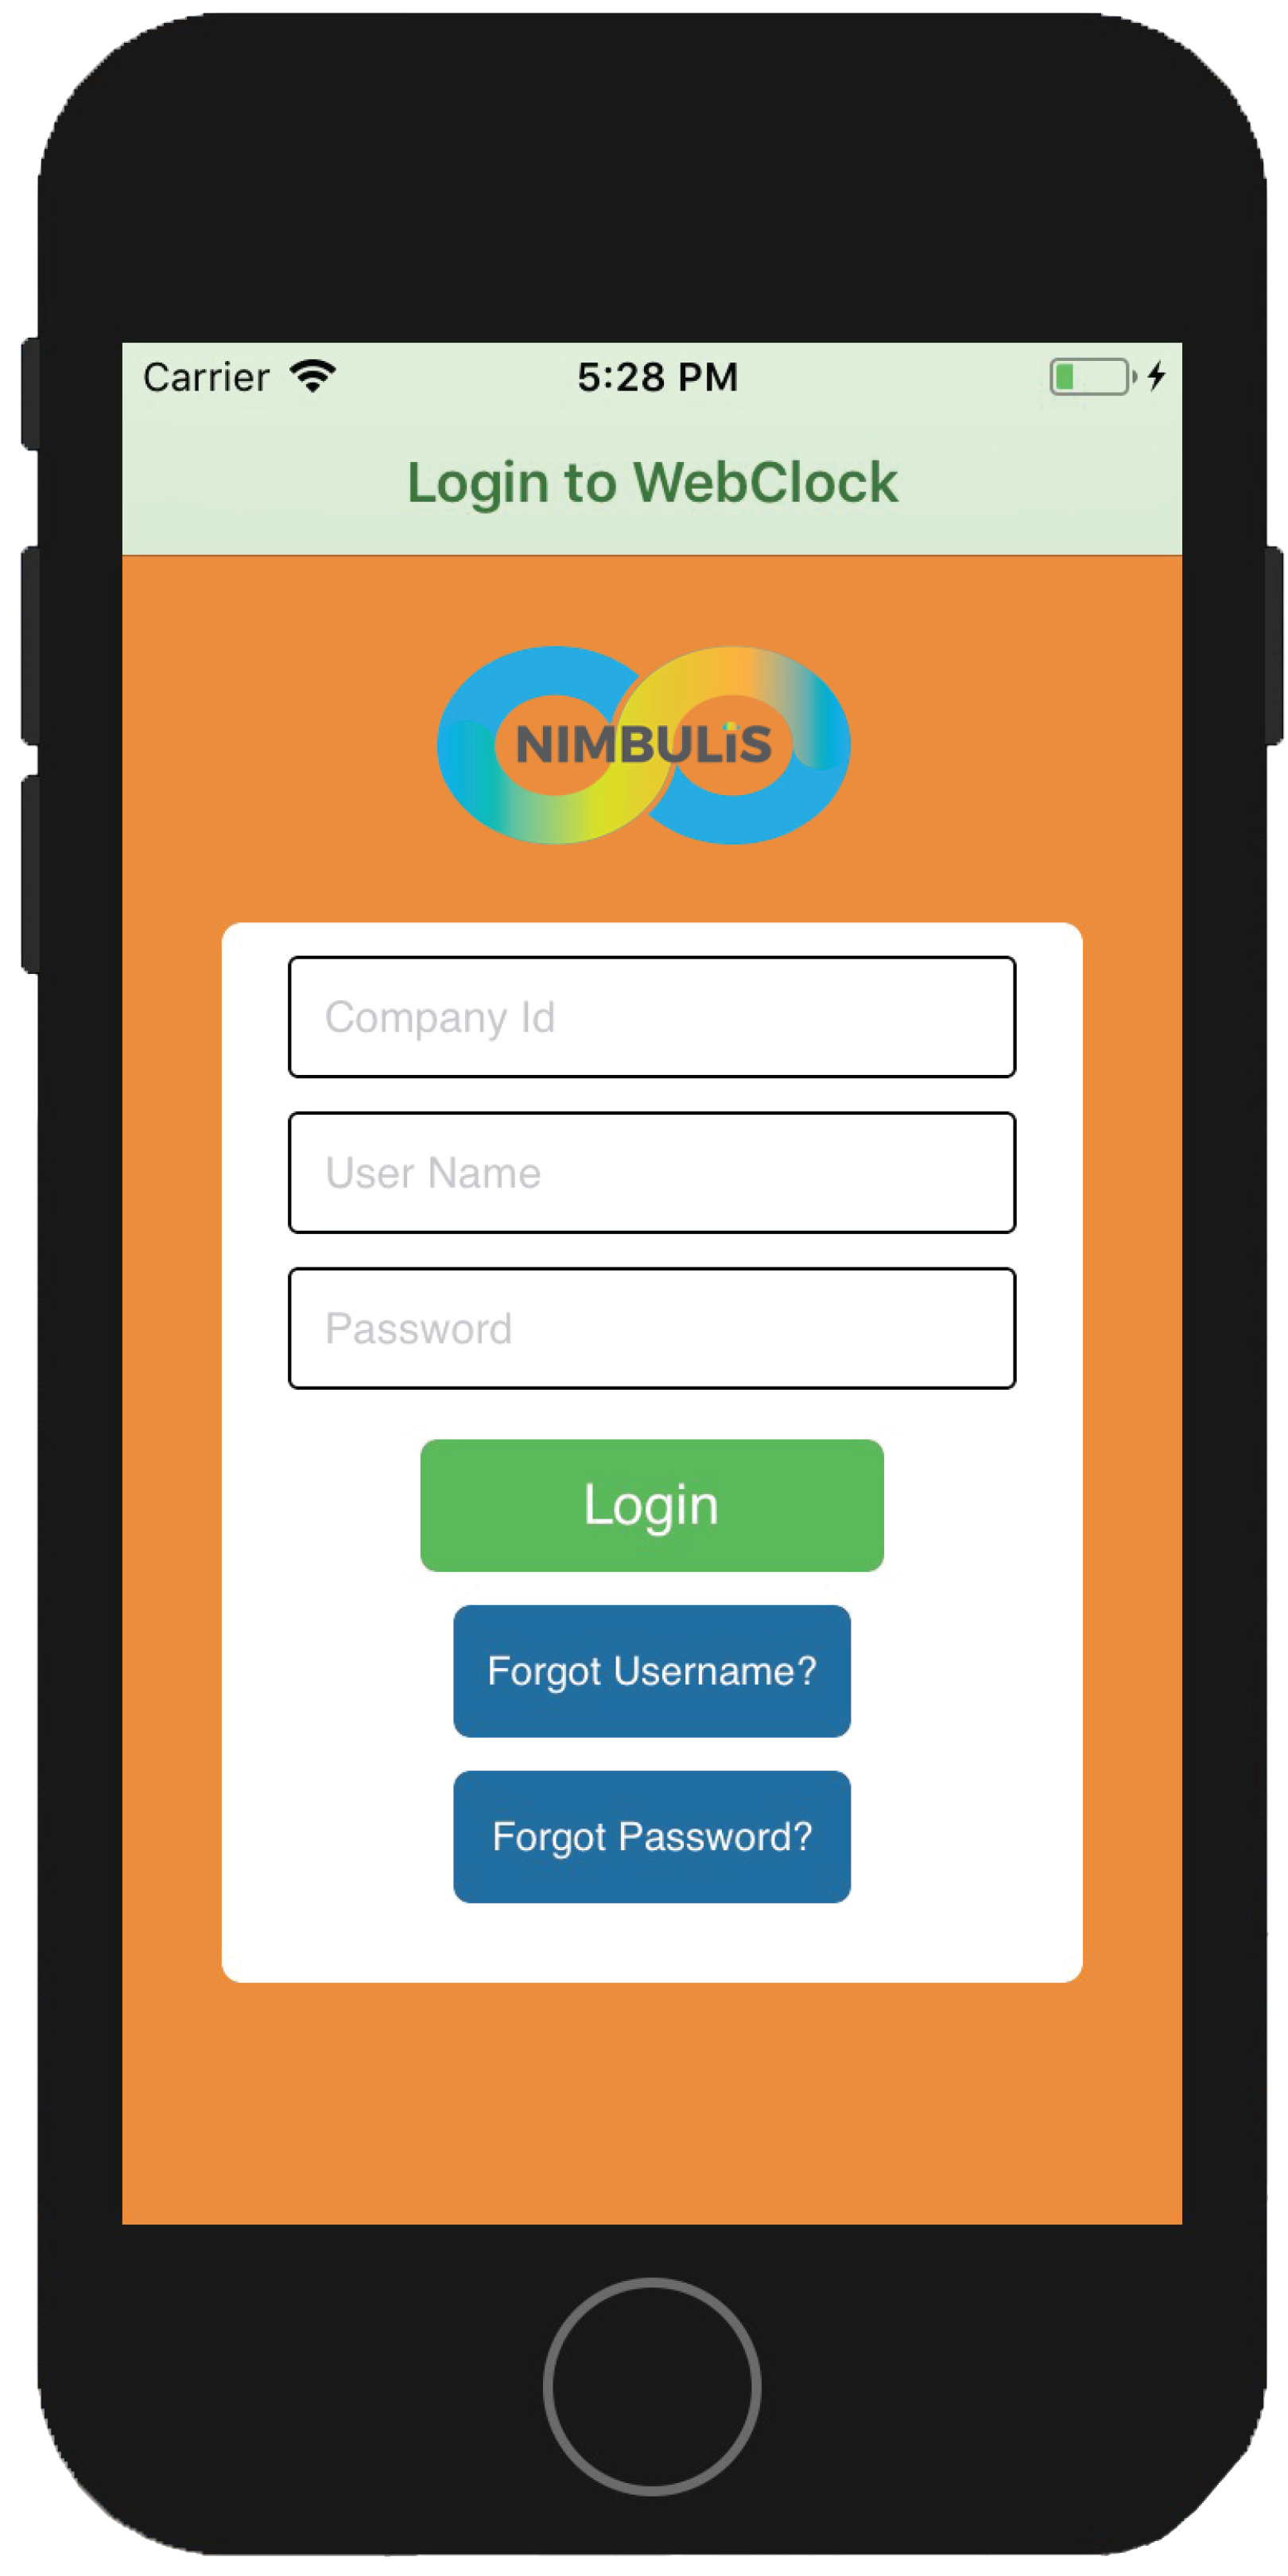 Carrier 5:28 PM
Login to WebClock
NIMBULiS
Company Id
User Name
Password
Login
Forgot Username?
Forgot Password?